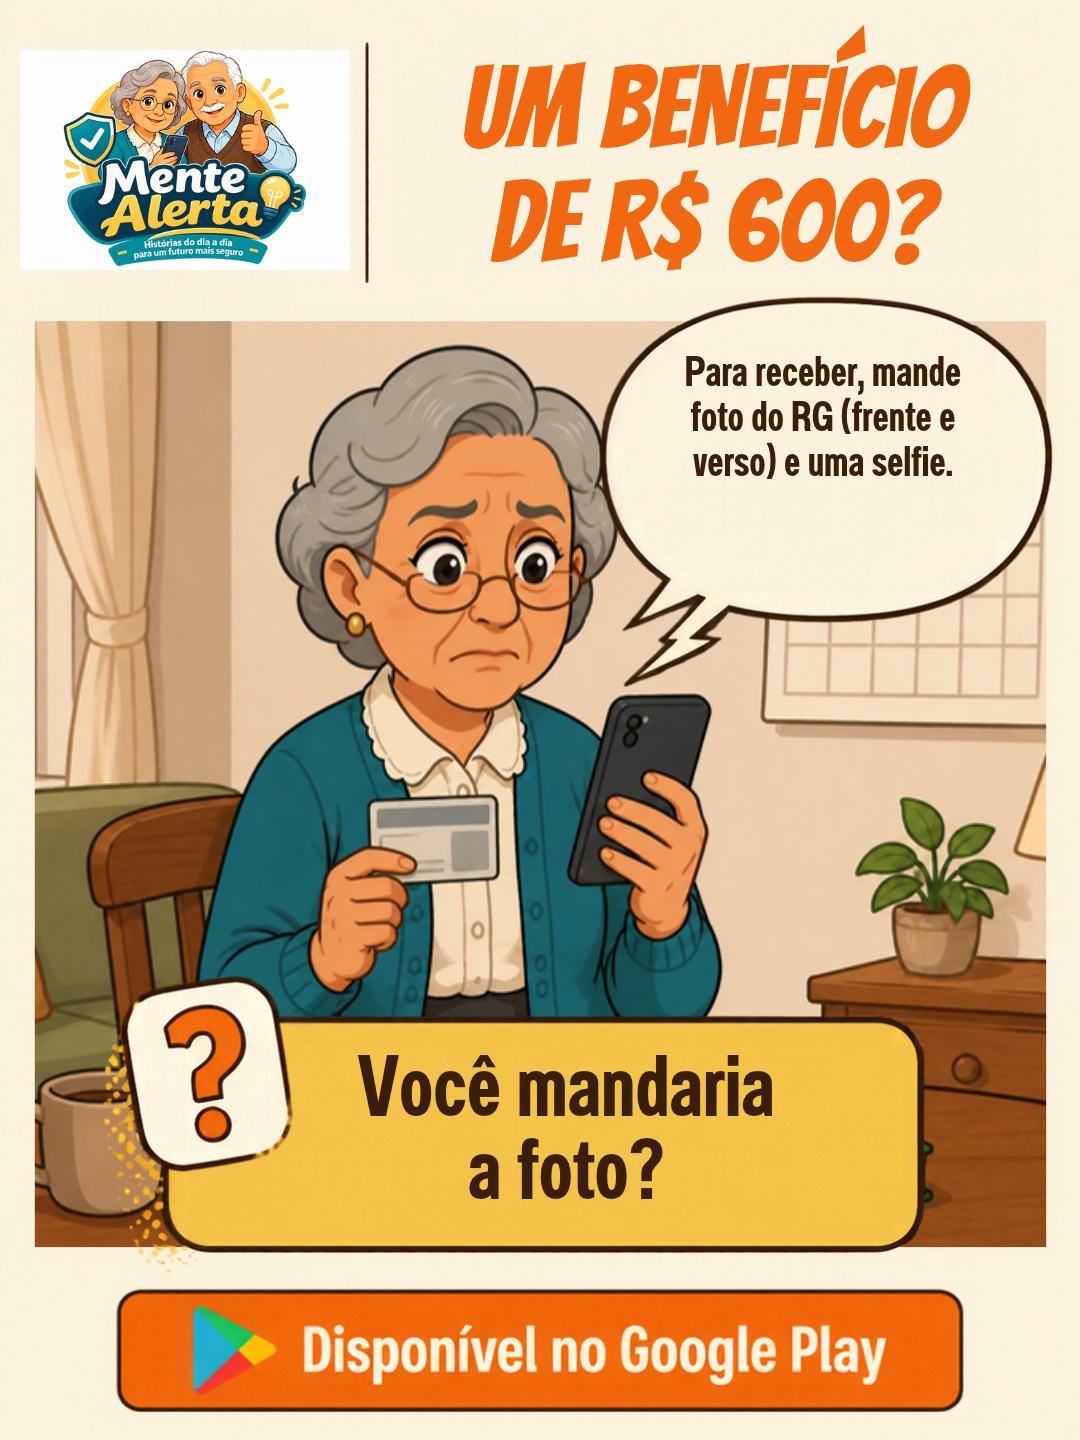 Mente
Alerta
Histórias do dia a dia
para um futuro mais seguro
UM BENEFÍCIO
DE R$ 600?
Para receber, mande
foto do RG (frente e
verso) e uma selfie.
?
Você mandaria
a foto?
Disponível no Google Play